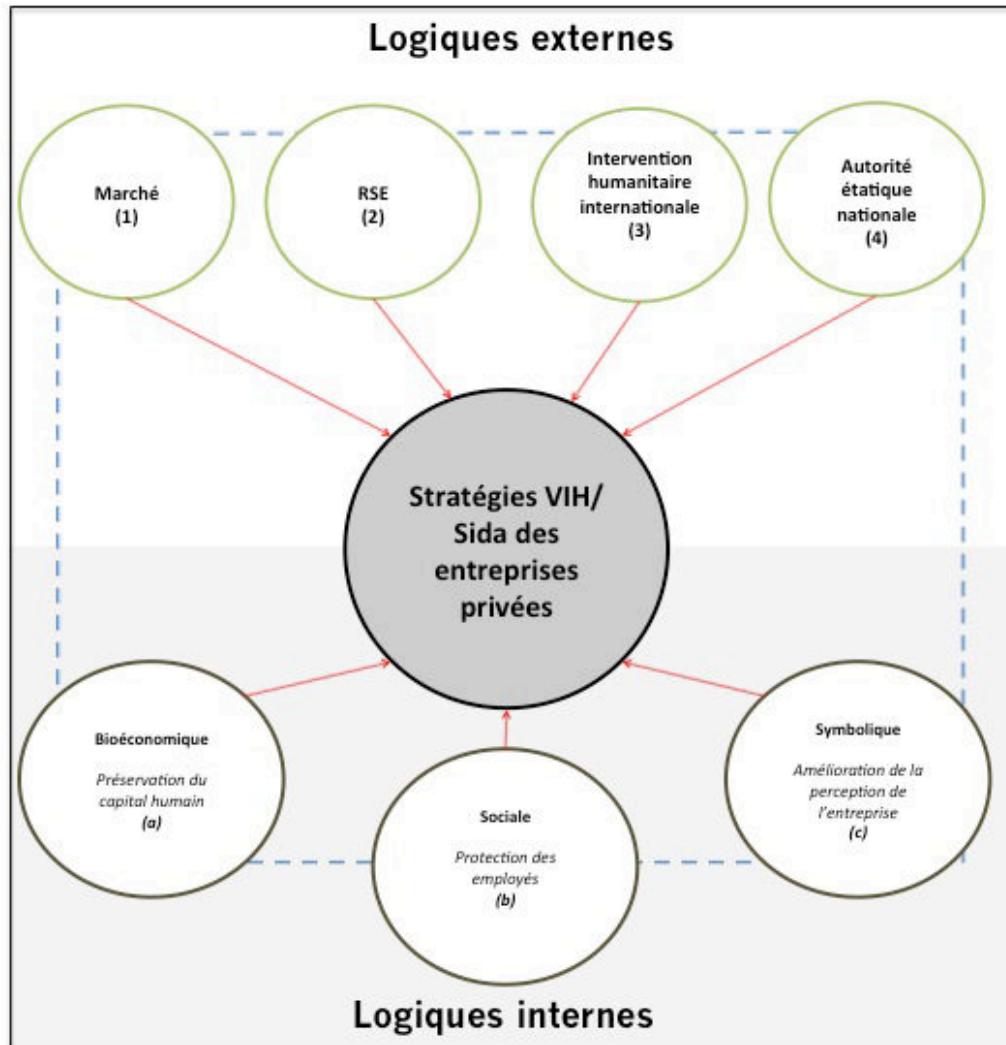 Logiques externes
Marché
(1)
RSE
(2)
Intervention
humanitaire
internationale
(3)
Autorité
étatique
nationale
(4)
Stratégies VIH/
Sida des
entreprises
privées
Bioéconomique
Préservation du
capital humain
(a)
Sociale
Protection des
employés
(b)
Symbolique
Amélioration de la
perception de
l'entreprise
(c)
Logiques internes